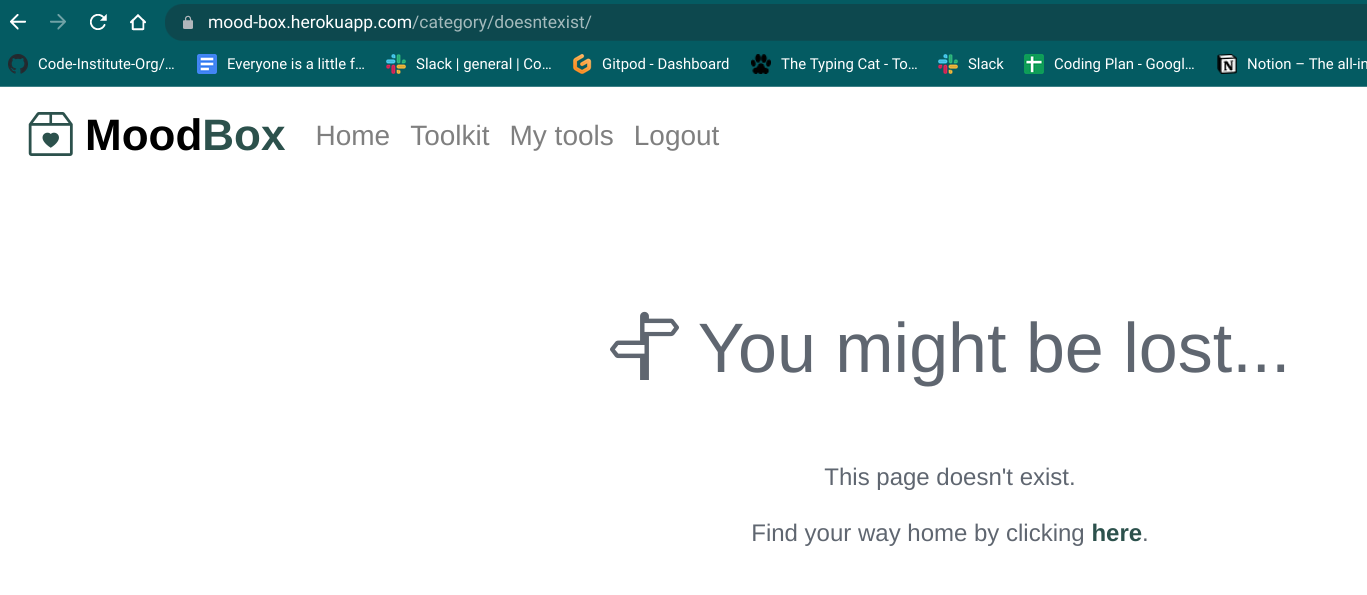 mood-box.herokuapp.com/category/doesntexist/
Code-Institute-Org/... Everyone is a little f... Slack | general | Co... Gitpod - Dashboard The Typing Cat - To... Slack Coding Plan - Googl... Notion – The all-in
MoodBox Home Toolkit My tools Logout
You might be lost...
This page doesn't exist.
Find your way home by clicking here.